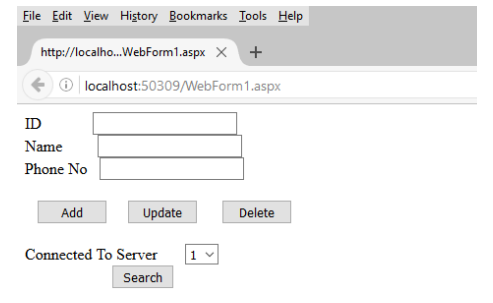 File Edit View History Bookmarks Tools Help
http://localho...WebForm1.aspx × +
localhost:50309/WebForm1.aspx
ID
Name
Phone No
Add Update Delete
Connected To Server 1
Search